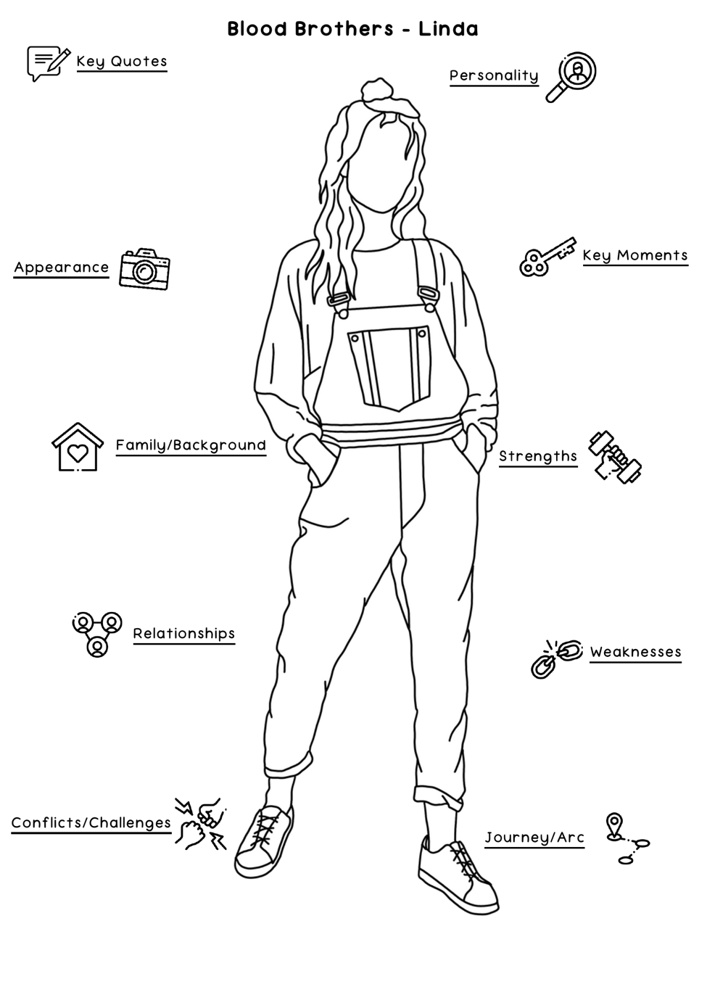 Blood Brothers - Linda
Key Quotes
Personality
Appearance
Key Moments
Family/Background
Strengths
Relationships
Weaknesses
Conflicts/Challenges
Journey/Arc